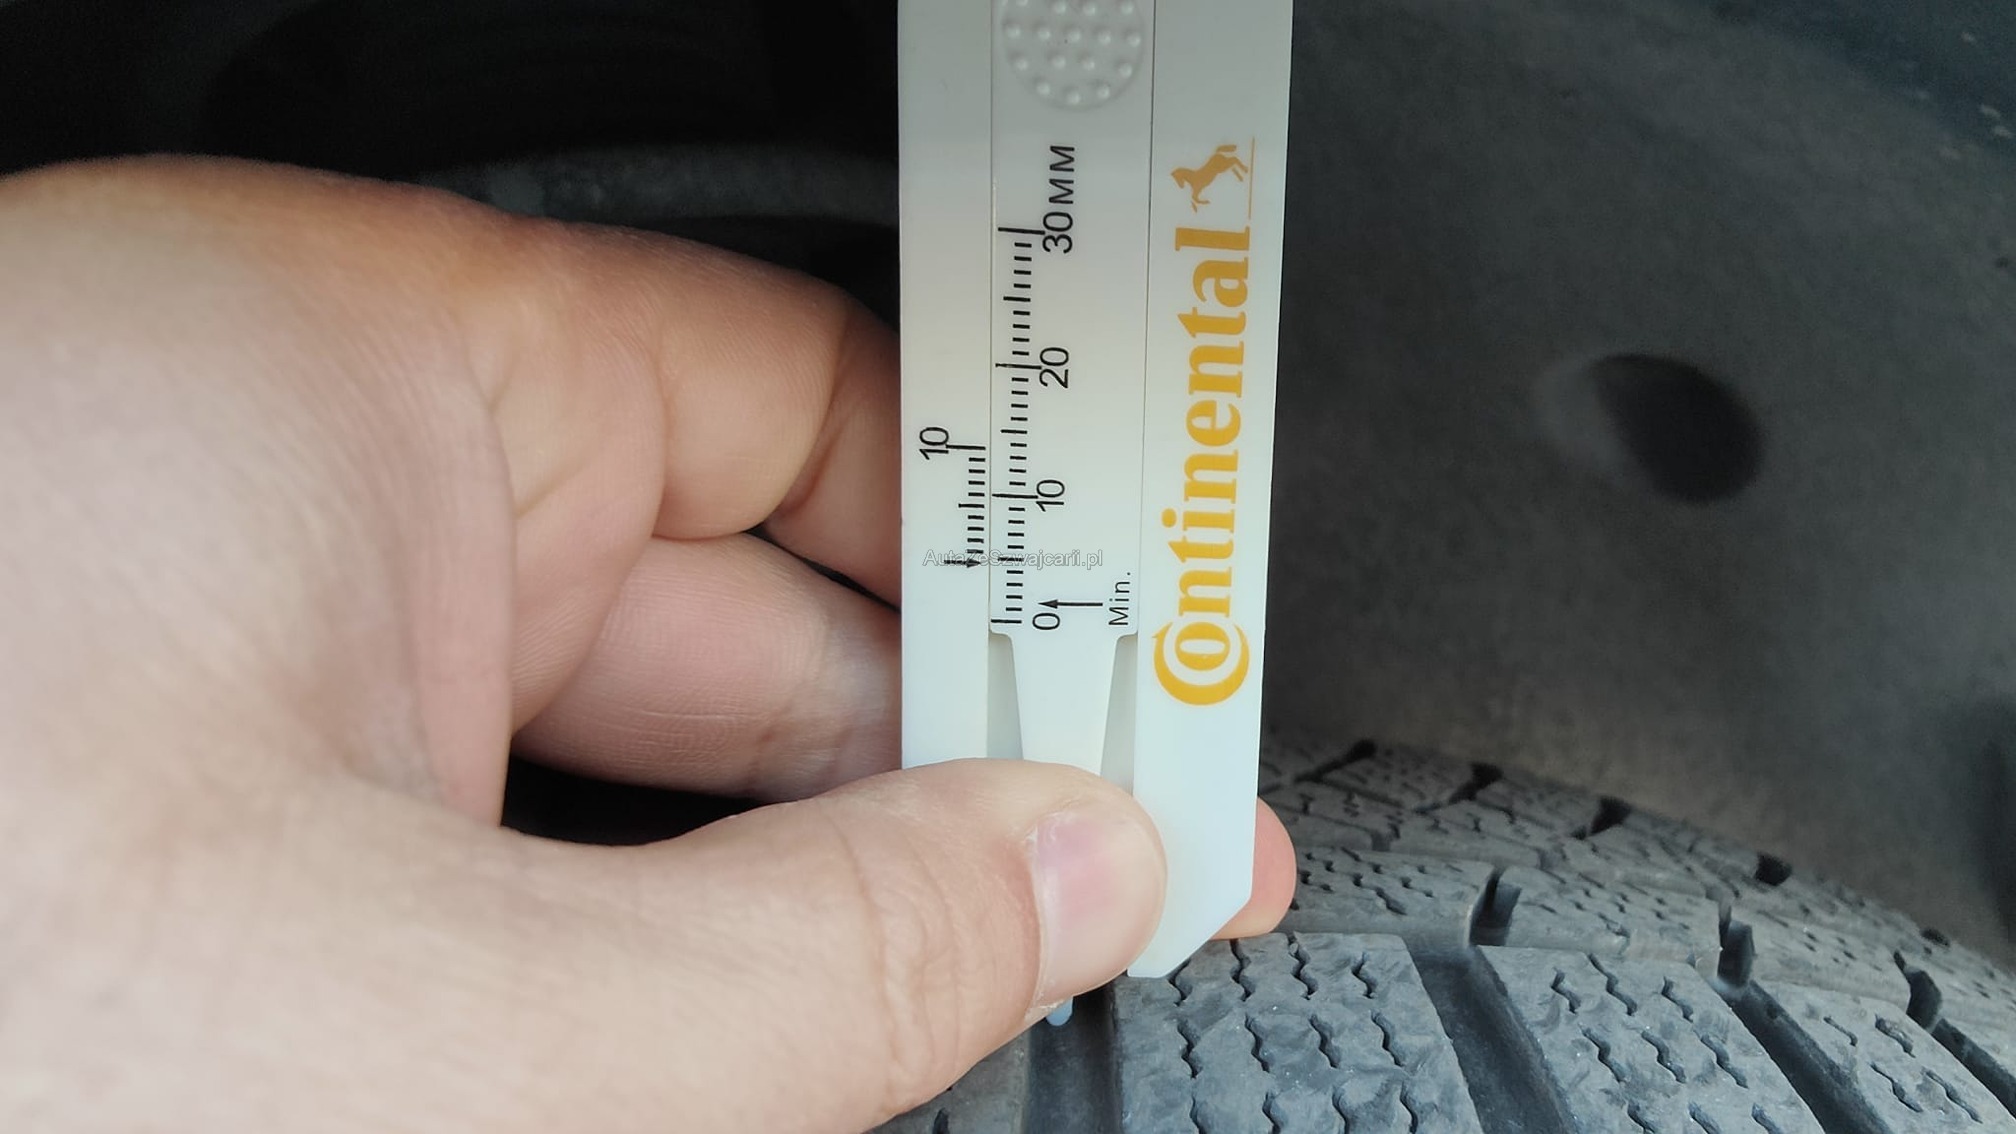 30MM
20
10
0
Min.
10
Continental
AutazeSzwajcarii.pl